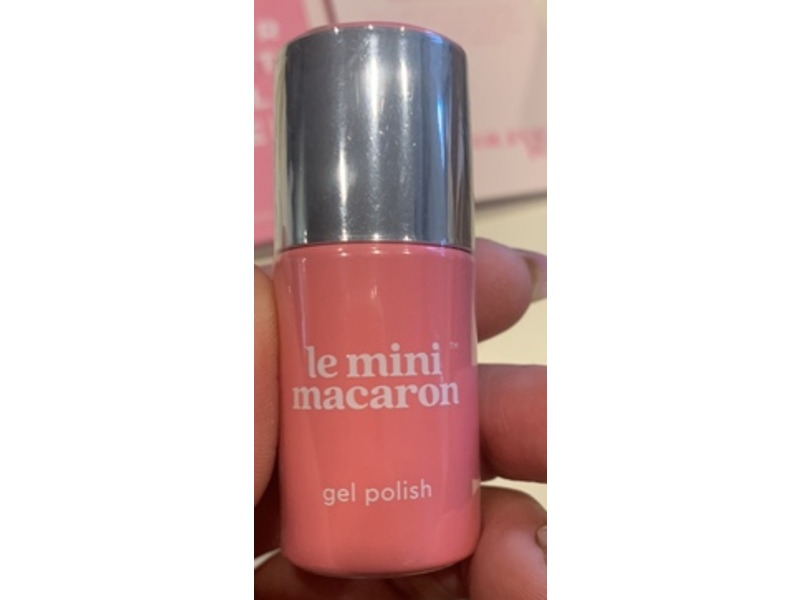 le mini™
macaron
gel polish